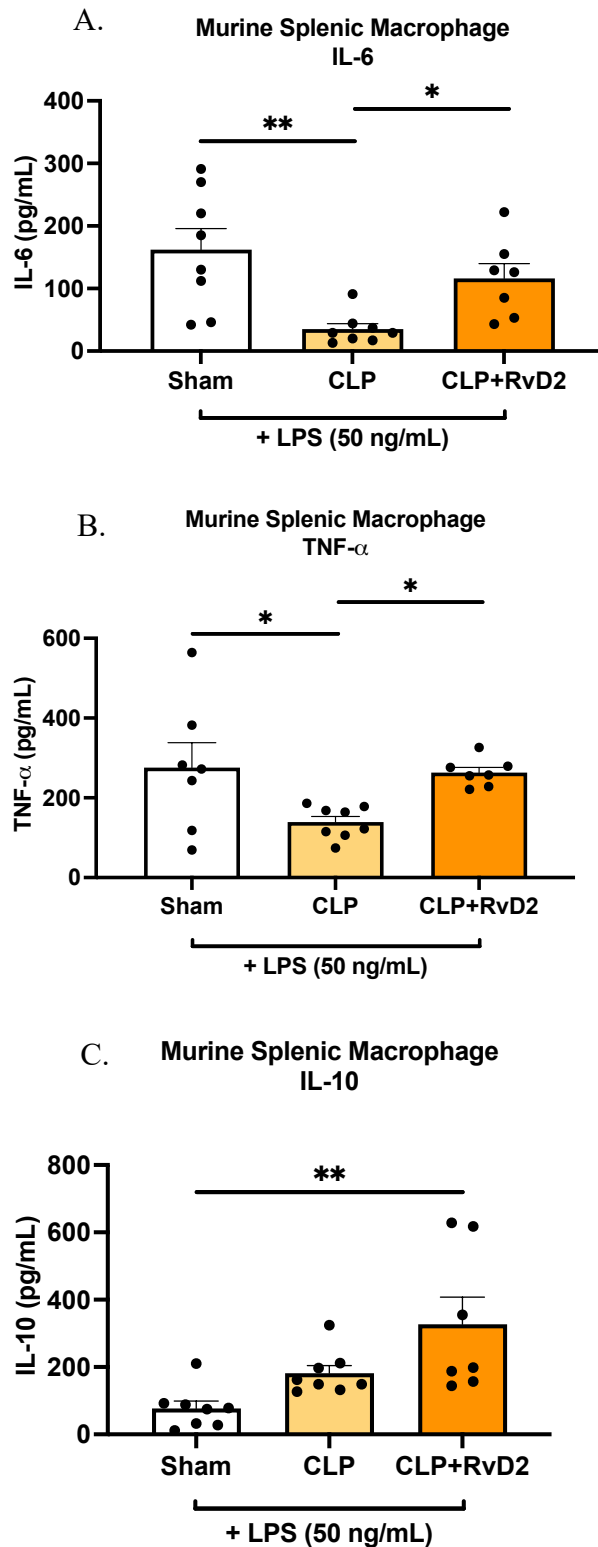 A.
Murine Splenic Macrophage
IL-6
**
*
IL-6 (pg/mL)
400
300
200
100
0
Sham CLP CLP+RvD2
+ LPS (50 ng/mL)
B.
Murine Splenic Macrophage
TNF-α
*
*
TNF-α (pg/mL)
600
400
200
0
Sham CLP CLP+RvD2
+ LPS (50 ng/mL)
C.
Murine Splenic Macrophage
IL-10
**
IL-10 (pg/mL)
800
600
400
200
0
Sham CLP CLP+RvD2
+ LPS (50 ng/mL)